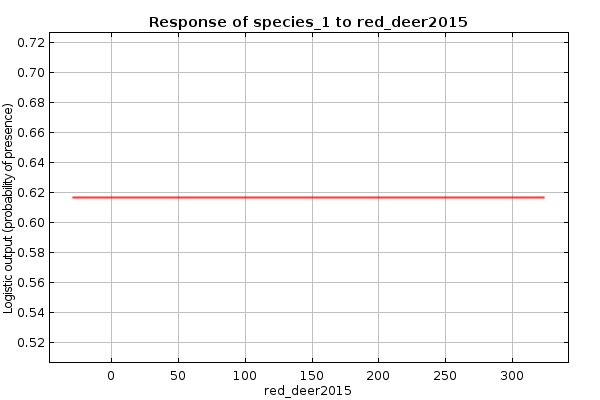 Response of species_1 to red_deer2015
Logistic output (probability of presence)
0.72
0.70
0.68
0.66
0.64
0.62
0.60
0.58
0.56
0.54
0.52
0 50 100 150 200 250 300
red_deer2015